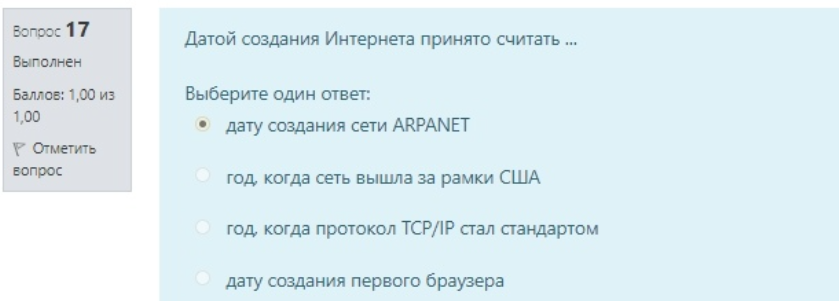 Вопрос 17
Выполнен
Баллов: 1,00 из
1,00
Отметить
вопрос
Датой создания Интернета принято считать ...
Выберите один ответ:
дату создания сети ARPANET
год, когда сеть вышла за рамки США
год, когда протокол TCP/IP стал стандартом
дату создания первого браузера